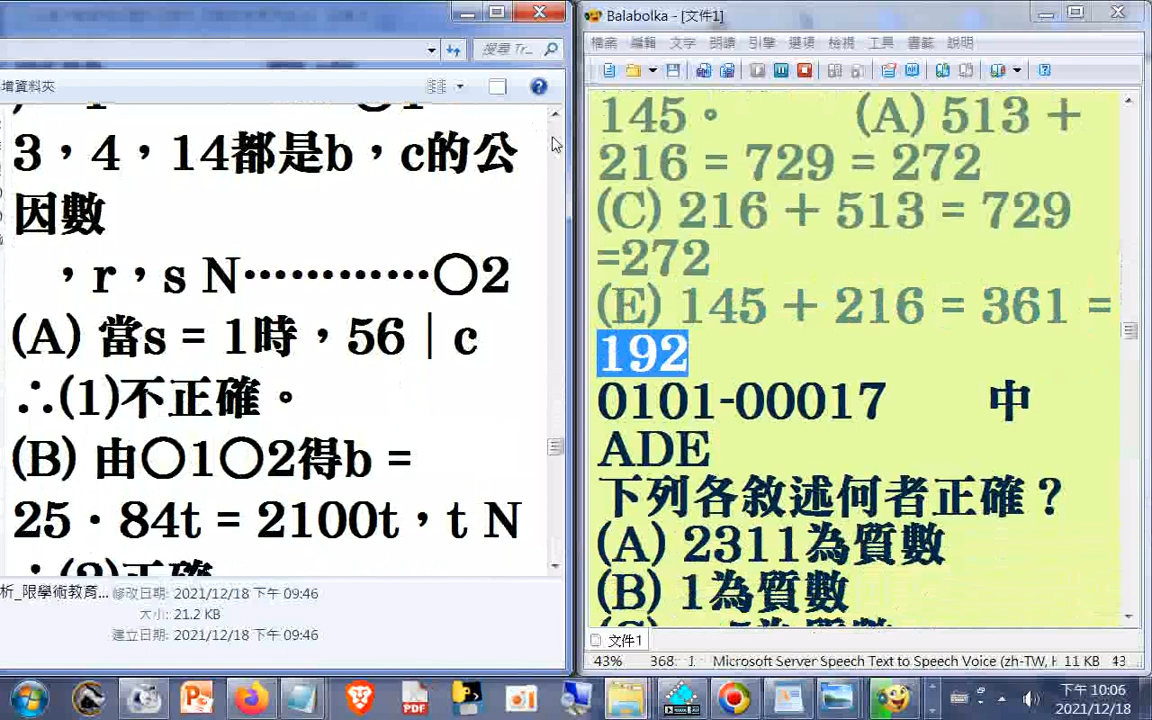 搜尋 Tr...
增資料夾
3，4，14都是b，c的公
因數
，r，s N…………〇2
(A) 當s = 1時，56｜c
∴(1)不正確。
(B) 由〇1〇2得b =
25．84t = 2100t，t N
∴(2)正確
析_限學術教育... 修改日期: 2021/12/18 下午 09:46
大小: 21.2 KB
建立日期: 2021/12/18 下午 09:46
Balabolka - [文件1]
檔案 編輯 文字 朗讀 引擎 選項 檢視 工具 書籤 說明
145。 (A) 513＋
216 = 729 = 272
(C) 216＋513 = 729
=272
(E) 145＋216 = 361 =
192
0101-00017 中
ADE
下列各敘述何者正確？
(A) 2311為質數
(B) 1為質數
文件1
43% 368: 1. Microsoft Server Speech Text to Speech Voice (zh-TW, H 11 KB 43
下午 10:06
2021/12/18